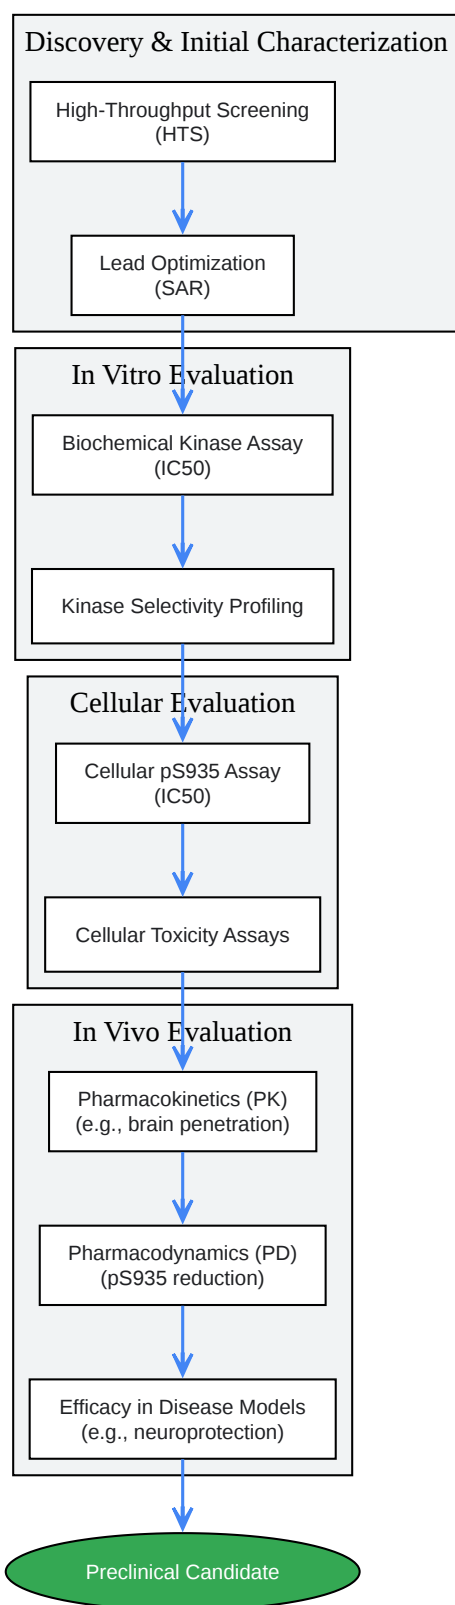 Discovery & Initial Characterization
High-Throughput Screening
(HTS)
Lead Optimization
(SAR)
In Vitro Evaluation
Biochemical Kinase Assay
(IC50)
Kinase Selectivity Profiling
Cellular Evaluation
Cellular pS935 Assay
(IC50)
Cellular Toxicity Assays
In Vivo Evaluation
Pharmacokinetics (PK)
(e.g., brain penetration)
Pharmacodynamics (PD)
(pS935 reduction)
Efficacy in Disease Models
(e.g., neuroprotection)
Preclinical Candidate